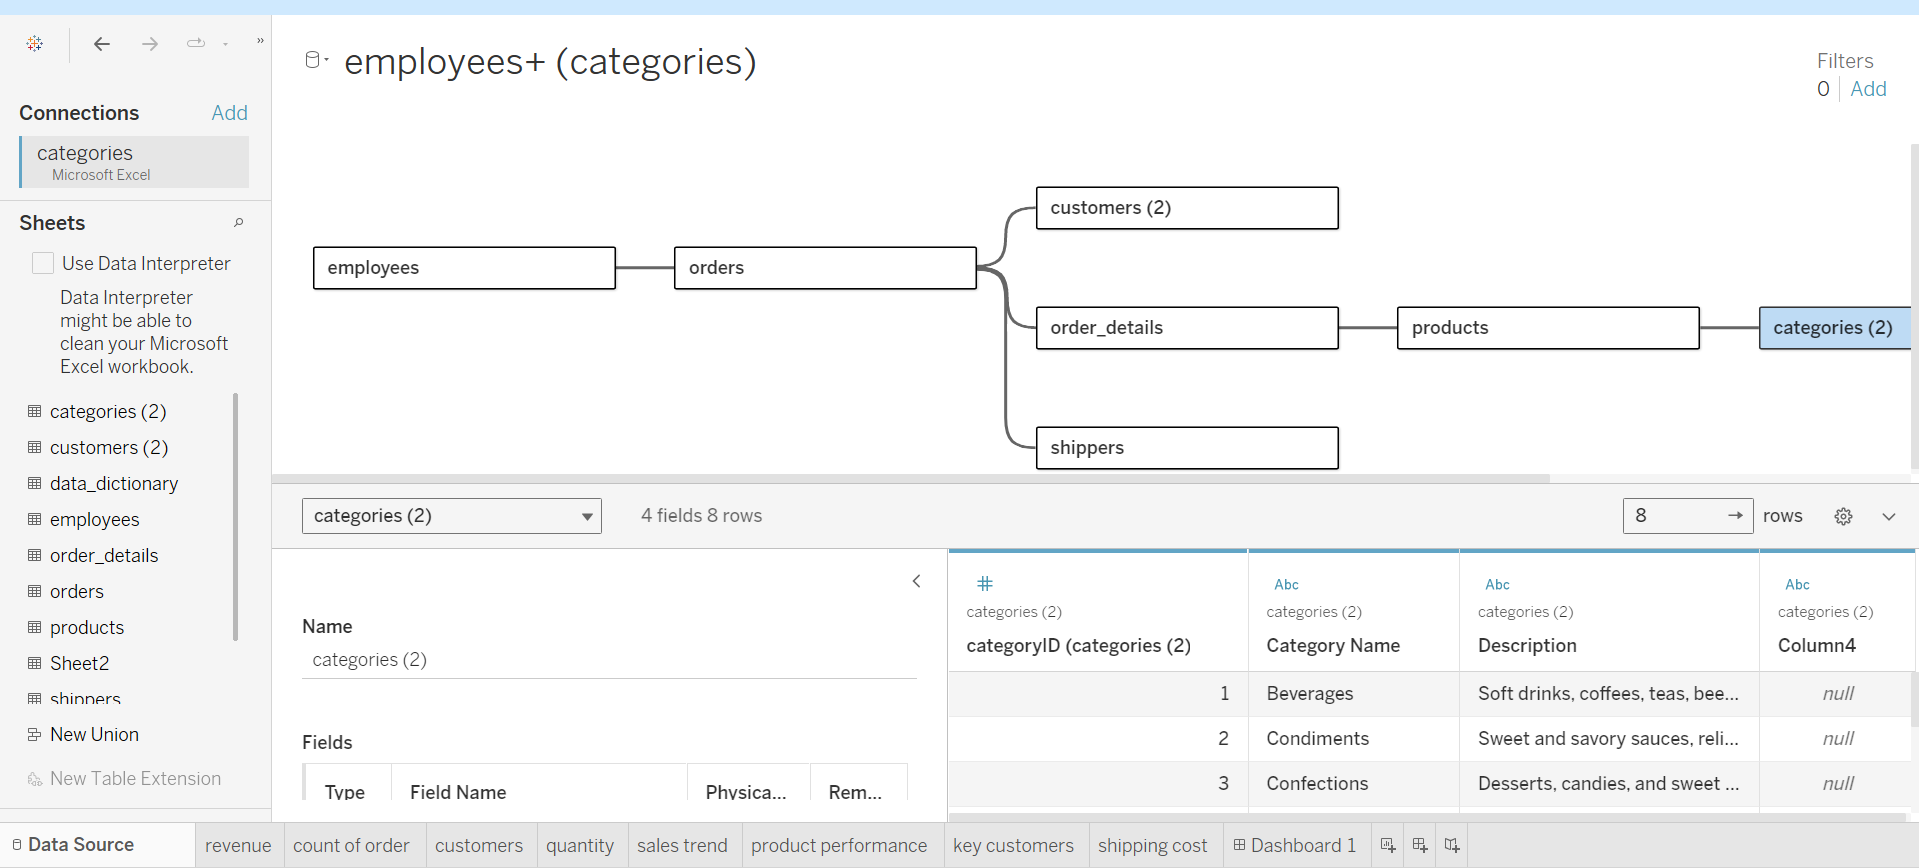 employees+ (categories)
Filters
0 Add
Connections Add
categories
Microsoft Excel
Sheets
Use Data Interpreter
Data Interpreter
might be able to
clean your Microsoft
Excel workbook.
categories (2)
customers (2)
data_dictionary
employees
order_details
orders
products
Sheet2
shippers
New Union
New Table Extension
customers (2)
employees
orders
order_details
products
categories (2)
shippers
categories (2)
4 fields 8 rows
8 → rows
Name
categories (2)
Fields
Type Field Name Physica... Rem...
# Abc Abc Abc
categories (2) categories (2) categories (2) categories (2)
categoryID (categories (2) Category Name Description Column4
1 Beverages Soft drinks, coffees, teas, bee... null
2 Condiments Sweet and savory sauces, reli... null
3 Confections Desserts, candies, and sweet ... null
Data Source revenue count of order customers quantity sales trend product performance key customers shipping cost Dashboard 1